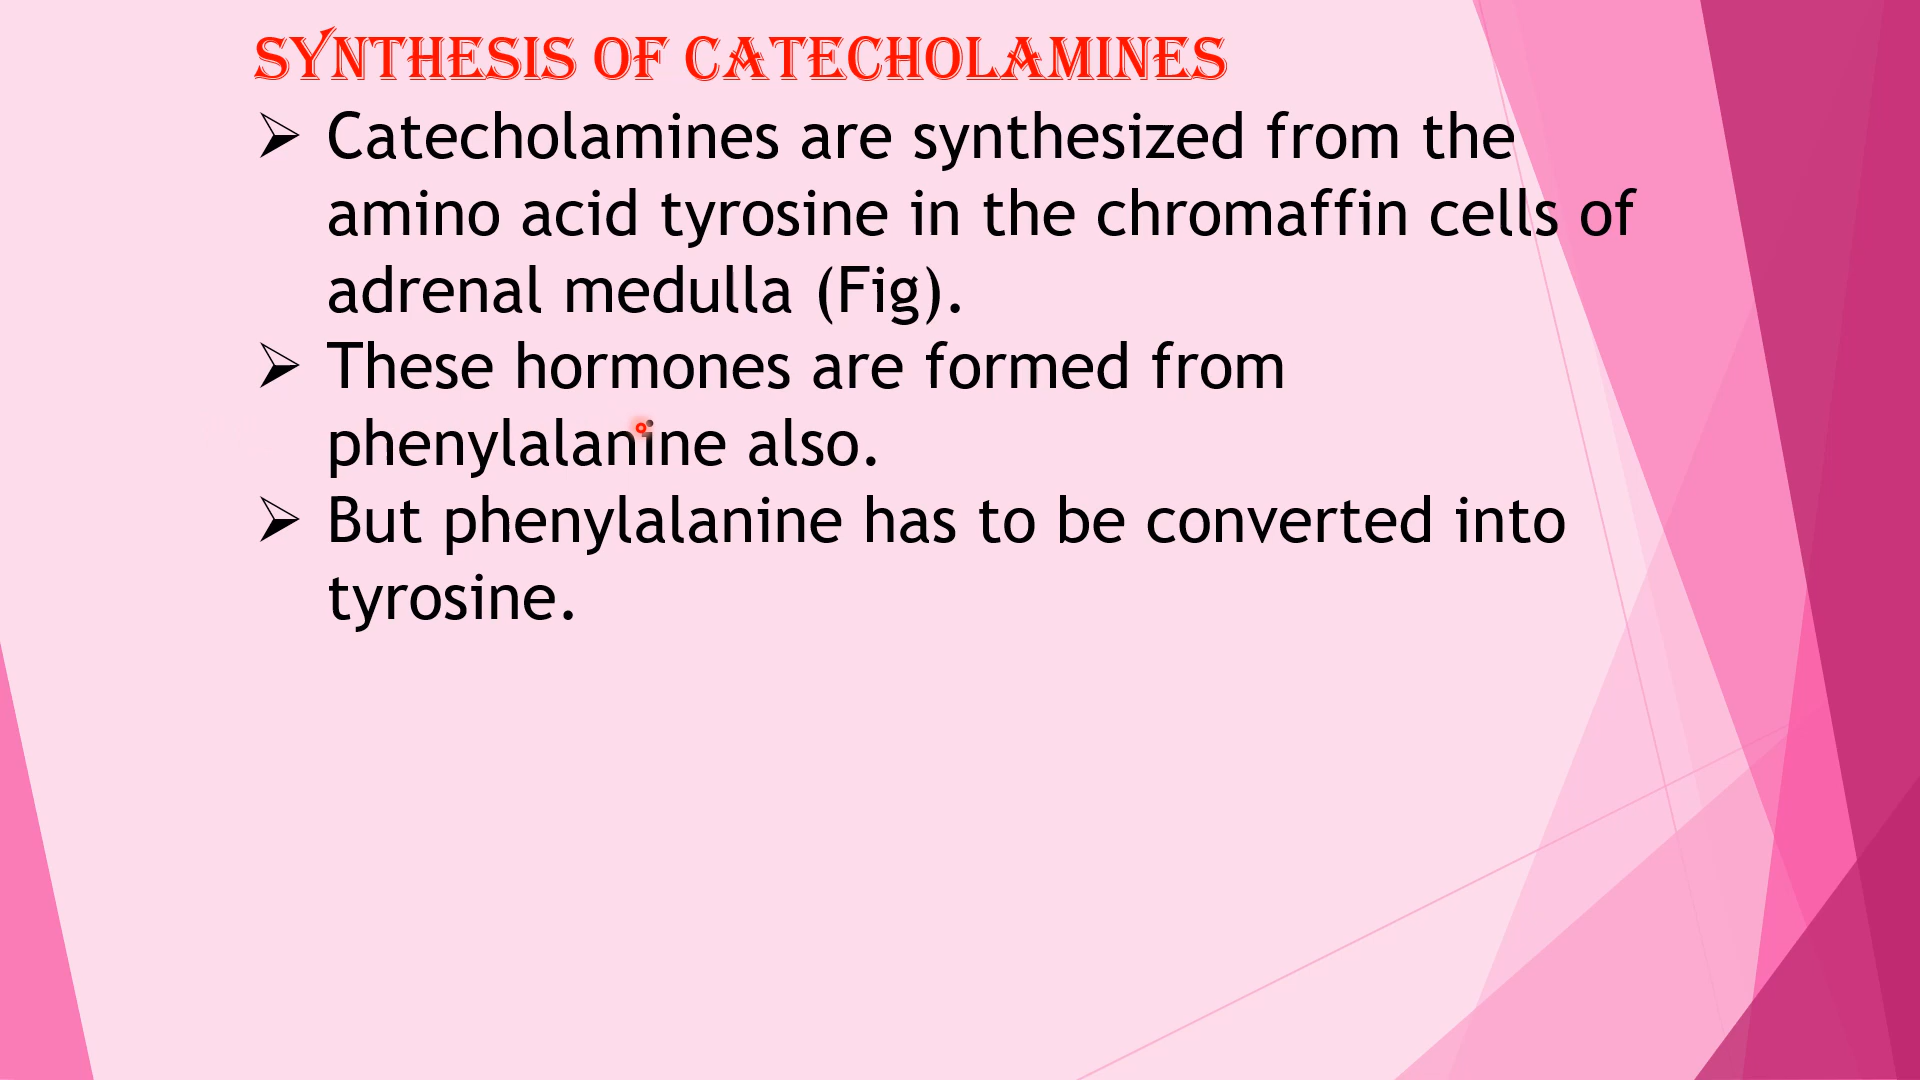 SYNTHESIS OF CATECHOLAMINES
➢ Catecholamines are synthesized from the
amino acid tyrosine in the chromaffin cells of
adrenal medulla (Fig).
➢ These hormones are formed from
phenylalanine also.
➢ But phenylalanine has to be converted into
tyrosine.